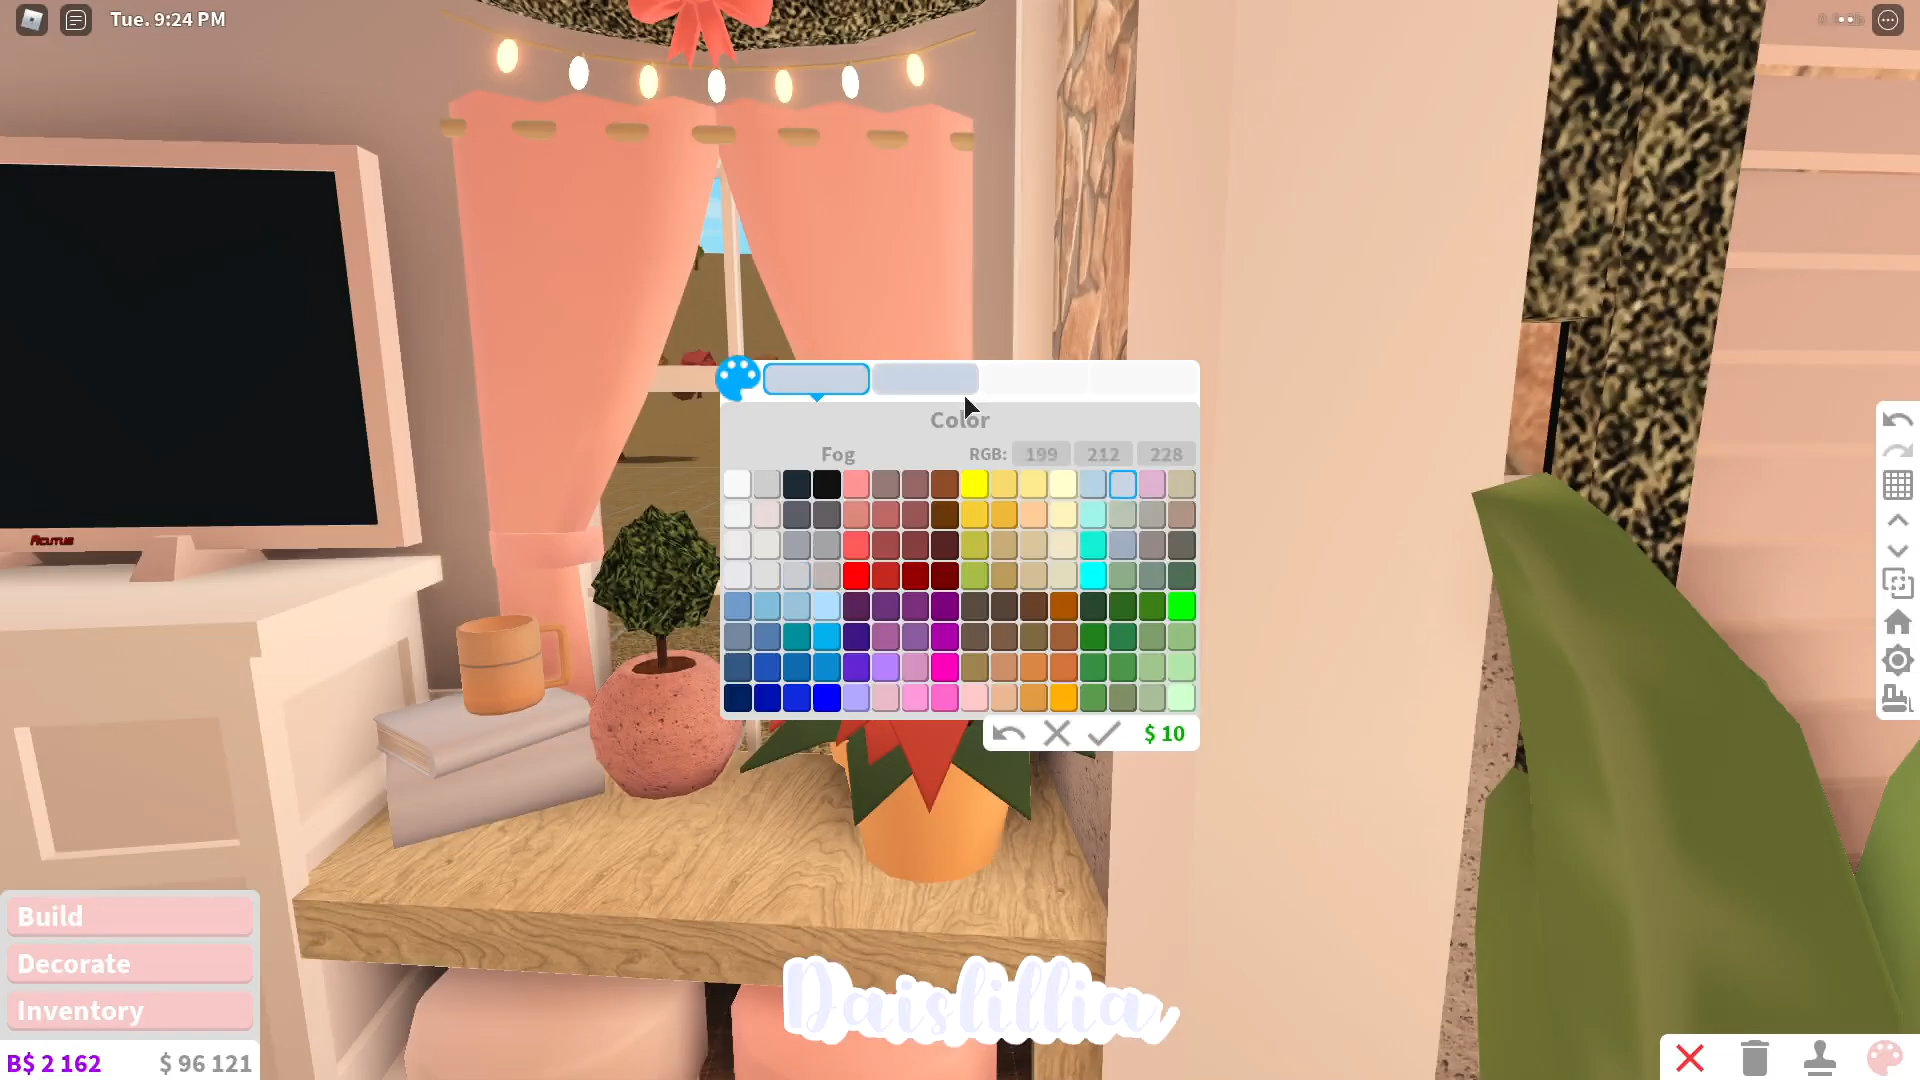 Tue. 9:24 PM
ACUTUS
Color
Fog
RGB: 199 212 228
$ 10
Build
Decorate
Inventory
B$ 2 162 $ 96 121
Daislillia